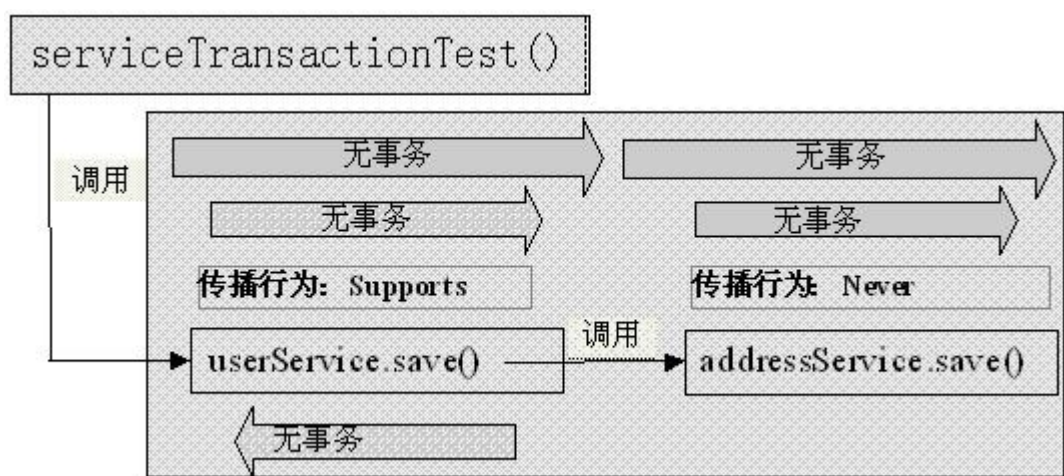 serviceTransactionTest()
调用
无事务
无事务
无事务
无事务
传播行为: Supports
传播行为: Never
调用
userService.save()
addressService.save()
无事务